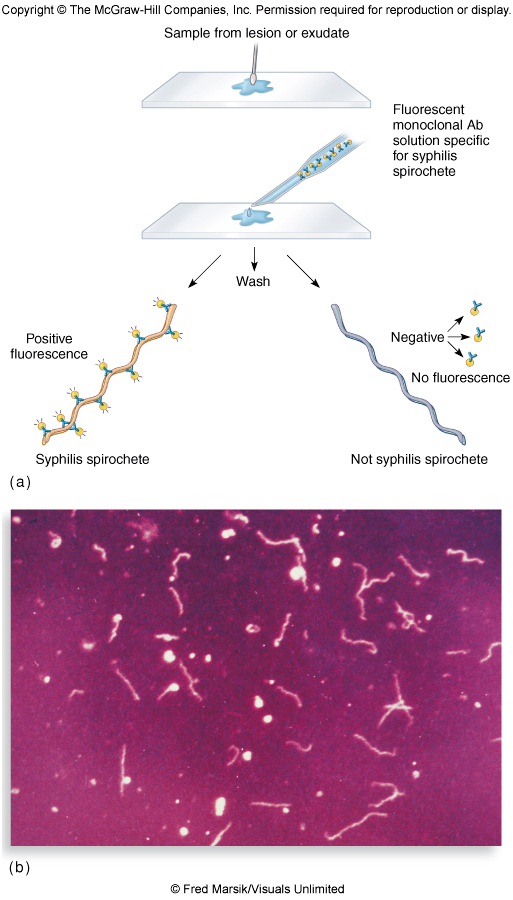 Copyright © The McGraw-Hill Companies, Inc. Permission required for reproduction or display.
Sample from lesion or exudate
Fluorescent
monoclonal Ab
solution specific
for syphilis
spirochete
Wash
Positive
fluorescence
Negative
No fluorescence
Syphilis spirochete
Not syphilis spirochete
(a)
(b)
© Fred Marsik/Visuals Unlimited